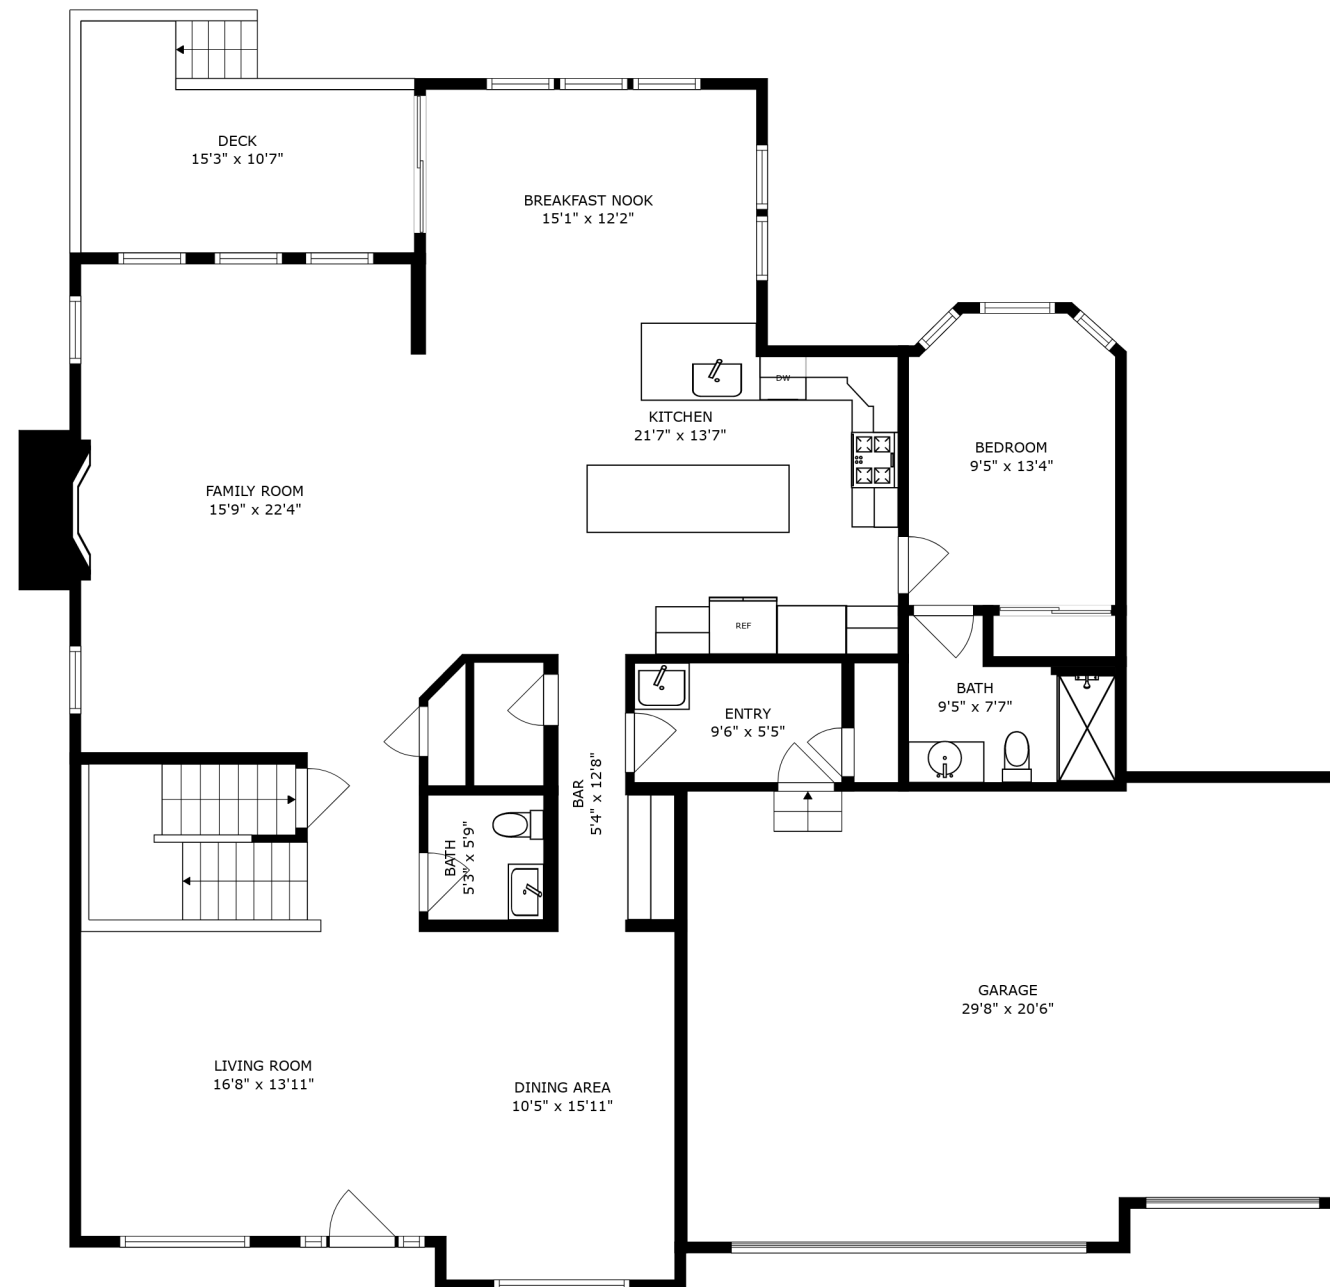 DECK
15'3" x 10'7"
BREAKFAST NOOK
15'1" x 12'2"
DW
KITCHEN
21'7" x 13'7"
BEDROOM
9'5" x 13'4"
FAMILY ROOM
15'9" x 22'4"
REF
BATH
9'5" x 7'7"
ENTRY
9'6" x 5'5"
BAR
5'4" x 12'8"
BATH
5'3" x 5'9"
GARAGE
29'8" x 20'6"
LIVING ROOM
16'8" x 13'11"
DINING AREA
10'5" x 15'11"